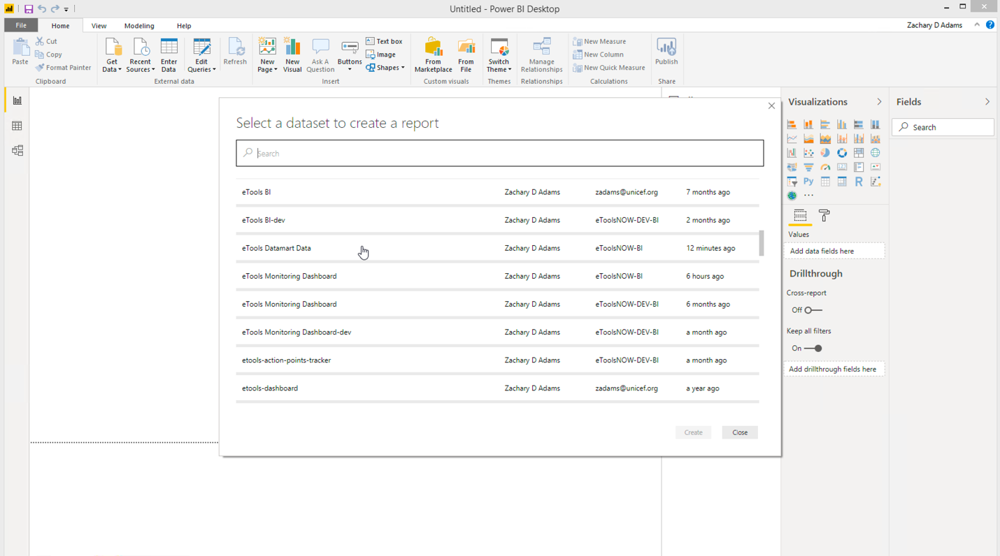 Untitled - Power BI Desktop
File Home View Modeling Help Zachary D Adams
Paste
Cut
Copy
Format Painter
Clipboard
Get Data
Recent Sources
Enter Data
Edit Queries
Refresh
External data
New Page
New Visual
Ask A Question
Buttons
Text box
Image
Shapes
Insert
From Marketplace
From File
Custom visuals
Switch Theme
Themes
Manage Relationships
Relationships
New Measure
New Column
New Quick Measure
Calculations
Publish
Share
Select a dataset to create a report
Search
eTools BI Zachary D Adams zadams@unicef.org 7 months ago
eTools BI-dev Zachary D Adams eToolsNOW-DEV-BI 2 months ago
eTools Datamart Data Zachary D Adams eToolsNOW-BI 12 minutes ago
eTools Monitoring Dashboard Zachary D Adams eToolsNOW-BI 6 hours ago
eTools Monitoring Dashboard Zachary D Adams eToolsNOW-DEV-BI 6 months ago
eTools Monitoring Dashboard-dev Zachary D Adams eToolsNOW-DEV-BI a month ago
etools-action-points-tracker Zachary D Adams eToolsNOW-DEV-BI a month ago
etools-dashboard Zachary D Adams zadams@unicef.org a year ago
Create Close
Visualizations
Py
R
Values
Add data fields here
Drillthrough
Cross-report
Off
Keep all filters
On
Add drillthrough fields here
Fields
Search